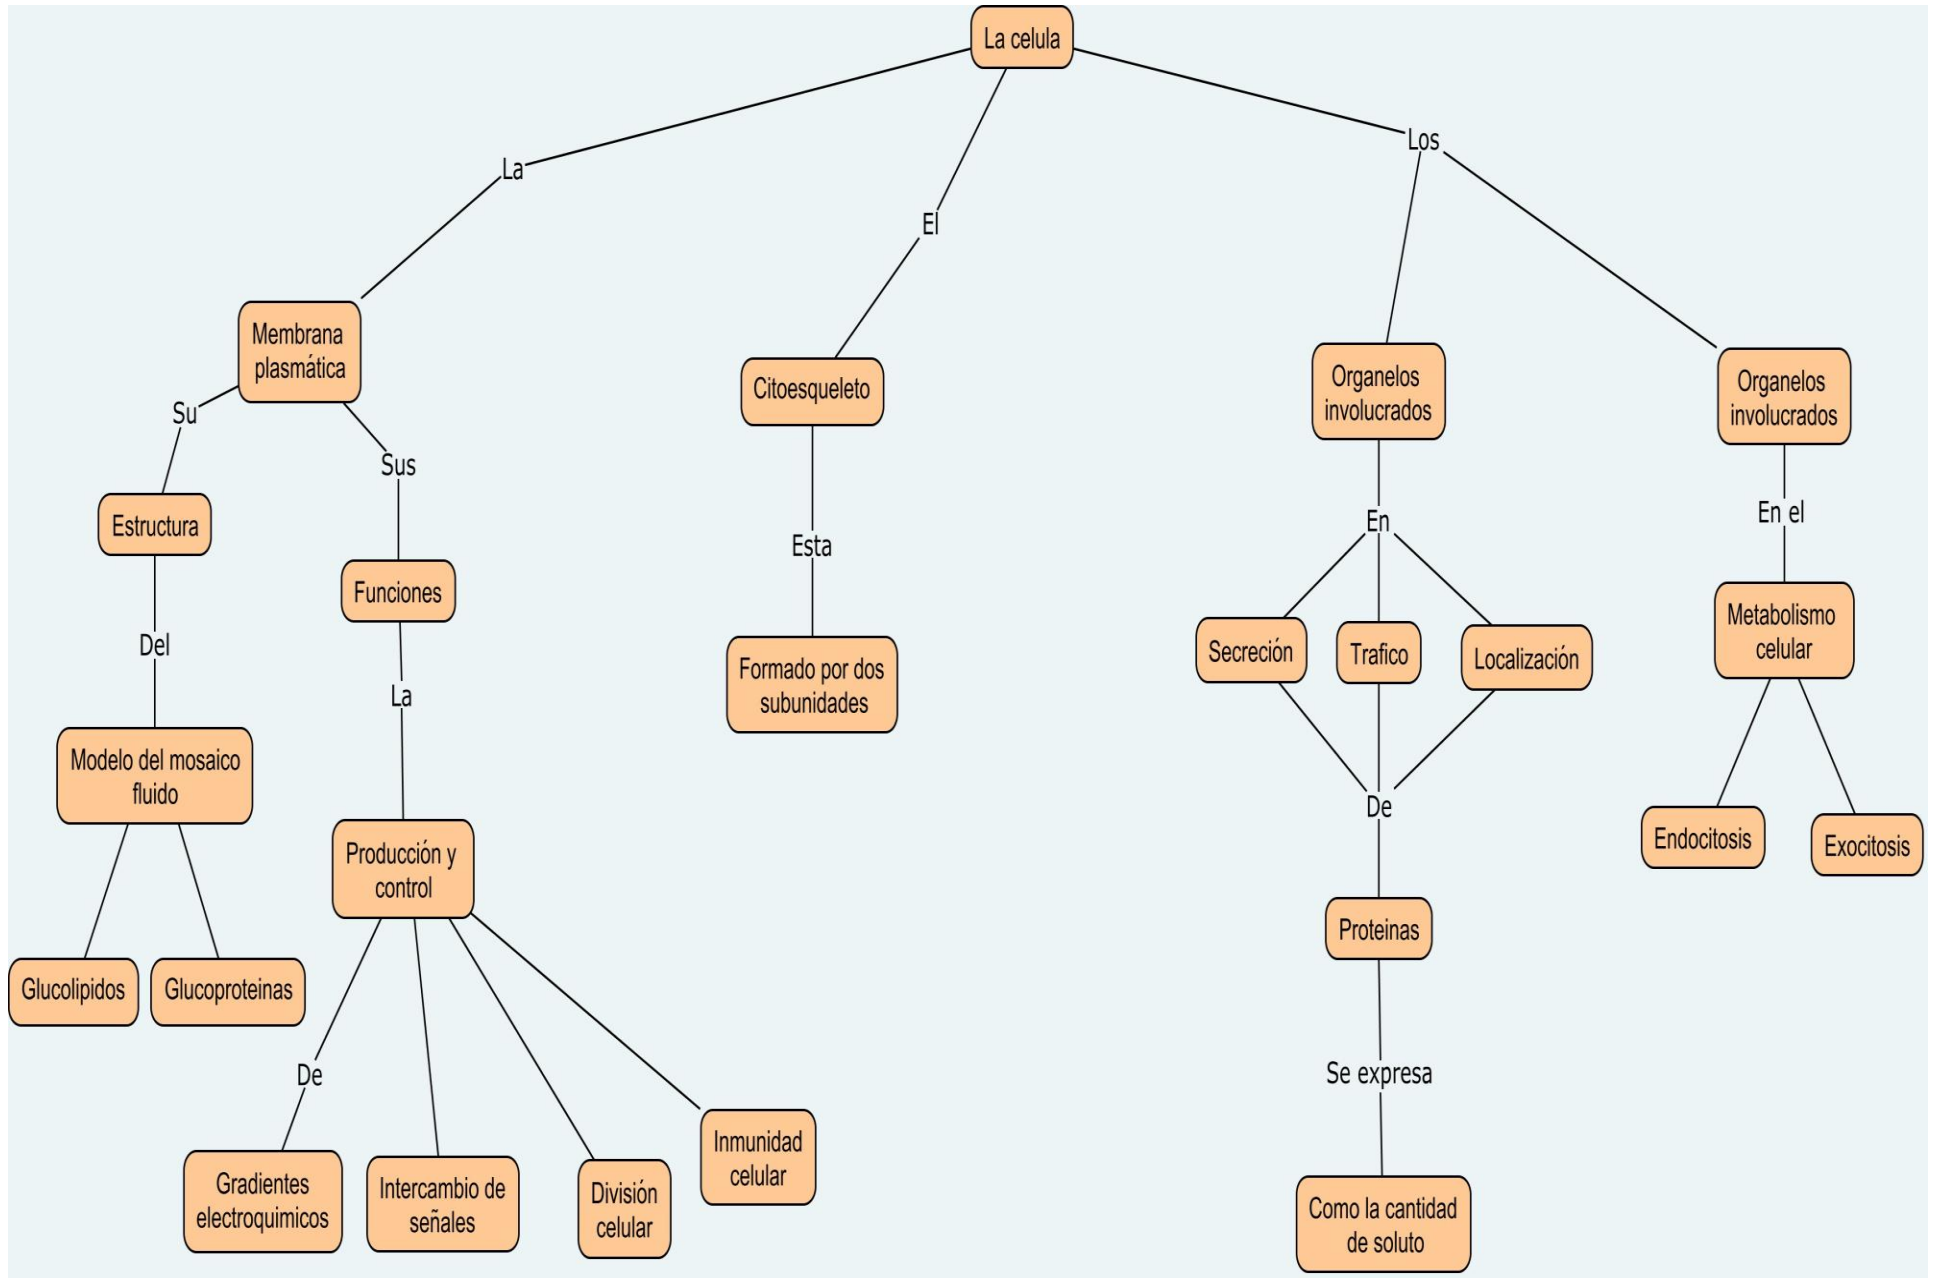 La celula
La
El
Los
Membrana
plasmática
Citoesqueleto
Organelos
involucrados
Organelos
involucrados
Su
Sus
Estructura
Funciones
Esta
En
En el
Del
La
Formado por dos
subunidades
Secreción
Trafico
Localización
Metabolismo
celular
Modelo del mosaico
fluido
Producción y
control
De
Endocitosis
Exocitosis
Glucolipidos
Glucoproteinas
Proteinas
De
Se expresa
Gradientes
electroquimicos
Intercambio de
señales
División
celular
Inmunidad
celular
Como la cantidad
de soluto